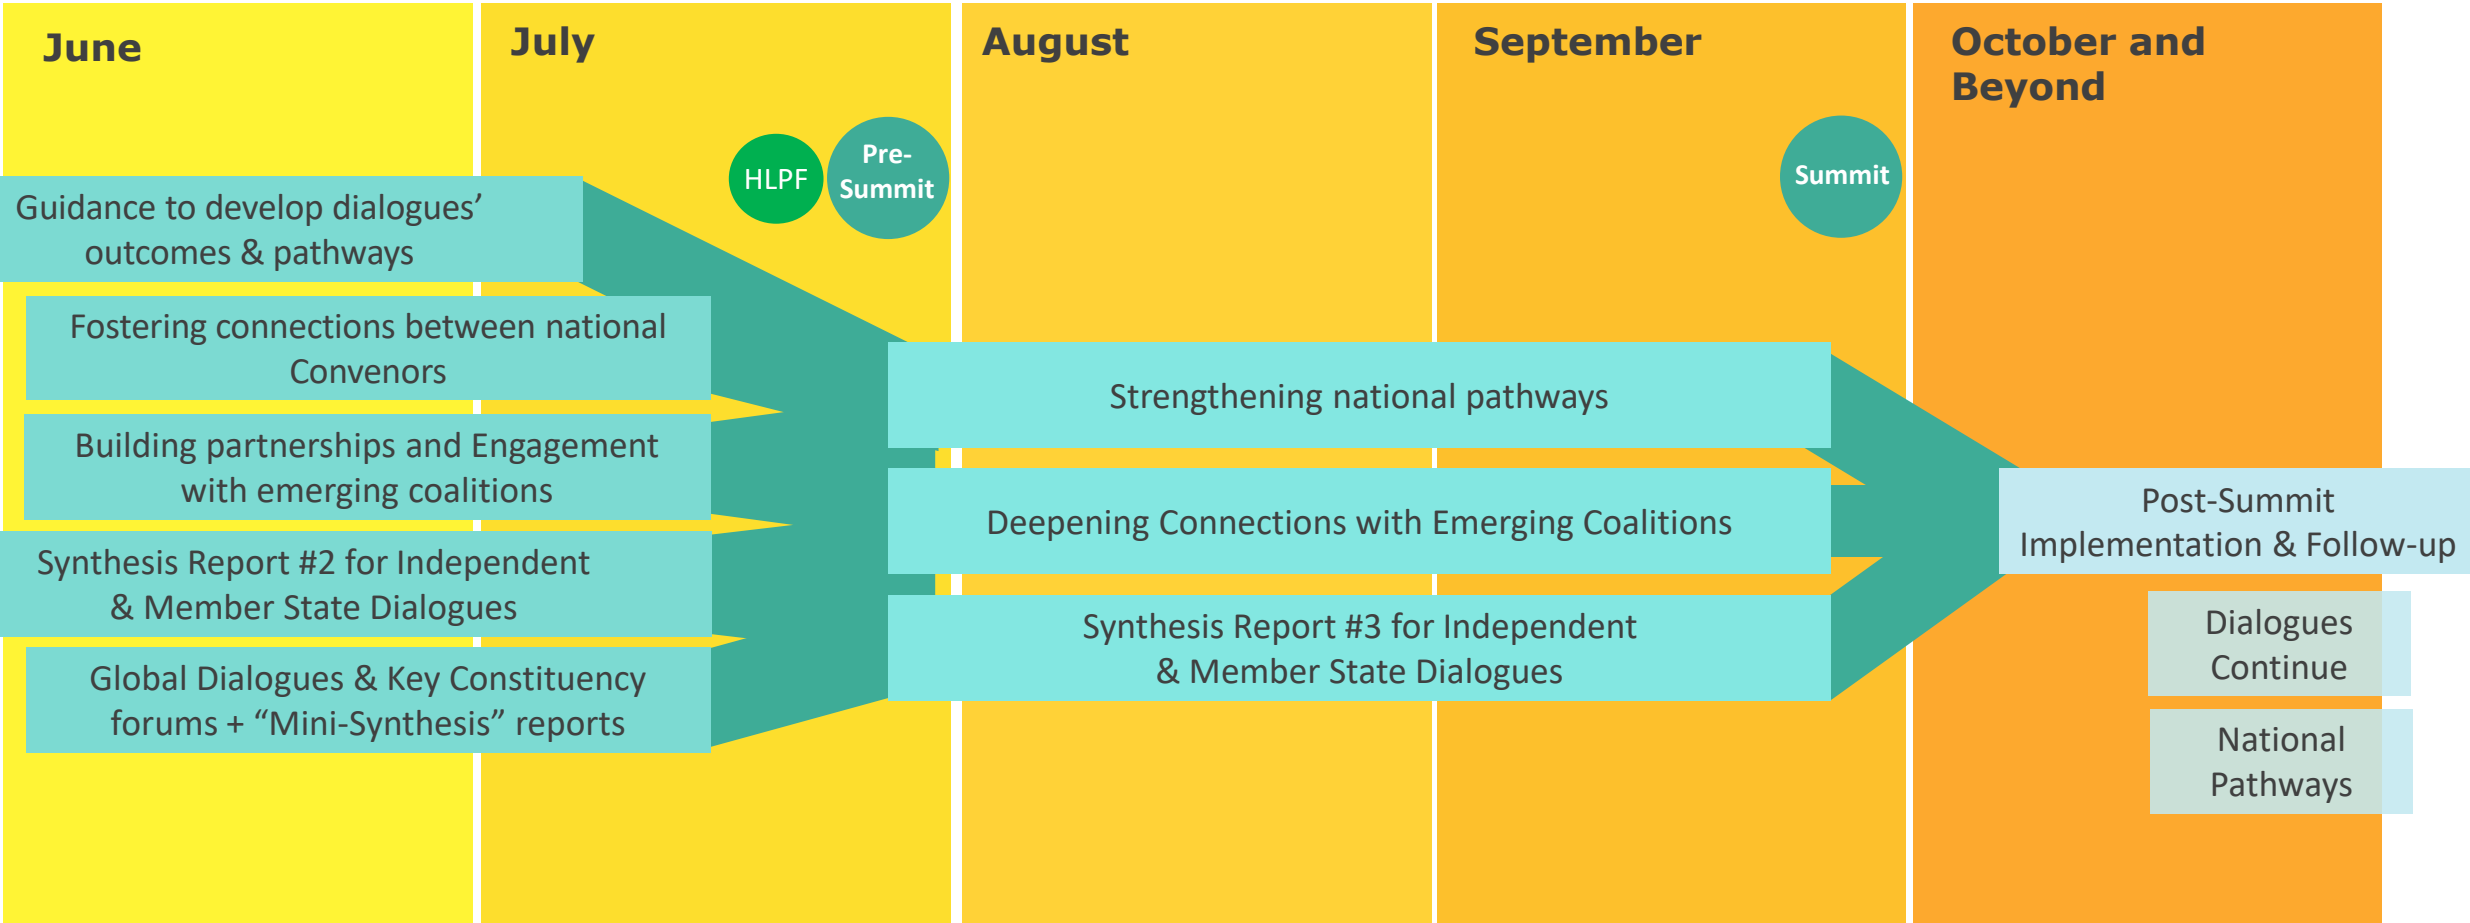 June
July
August
September
October and
Beyond
HLPF
Pre-
Summit
Summit
Guidance to develop dialogues’
outcomes & pathways
Fostering connections between national
Convenors
Building partnerships and Engagement
with emerging coalitions
Synthesis Report #2 for Independent
& Member State Dialogues
Global Dialogues & Key Constituency
forums + “Mini-Synthesis” reports
Strengthening national pathways
Deepening Connections with Emerging Coalitions
Synthesis Report #3 for Independent
& Member State Dialogues
Post-Summit
Implementation & Follow-up
Dialogues
Continue
National
Pathways